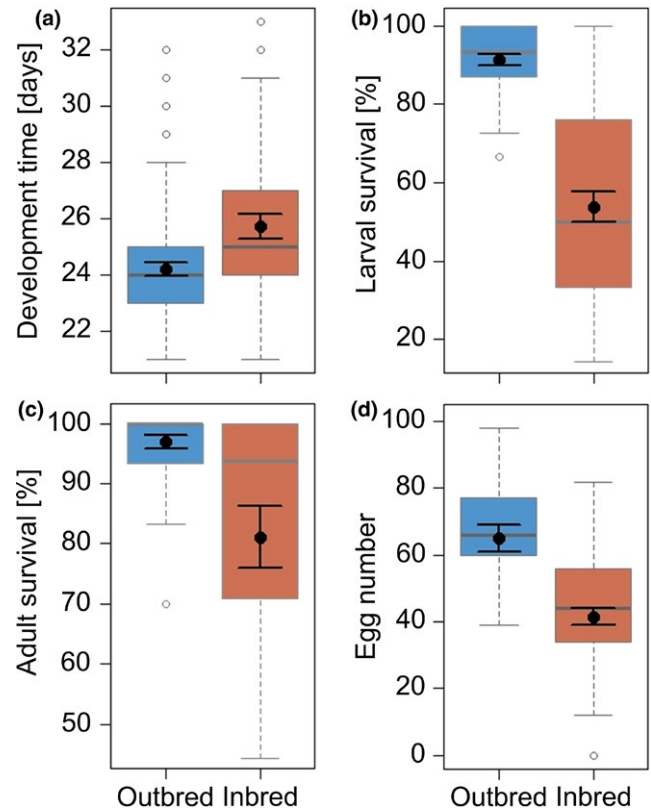 (a)
Development time [days]
32
30
28
26
24
22
(b)
Larval survival [%]
100
80
60
40
20
(c)
Adult survival [%]
100
90
80
70
60
50
(d)
Egg number
100
80
60
40
20
0
Outbred Inbred
Outbred Inbred